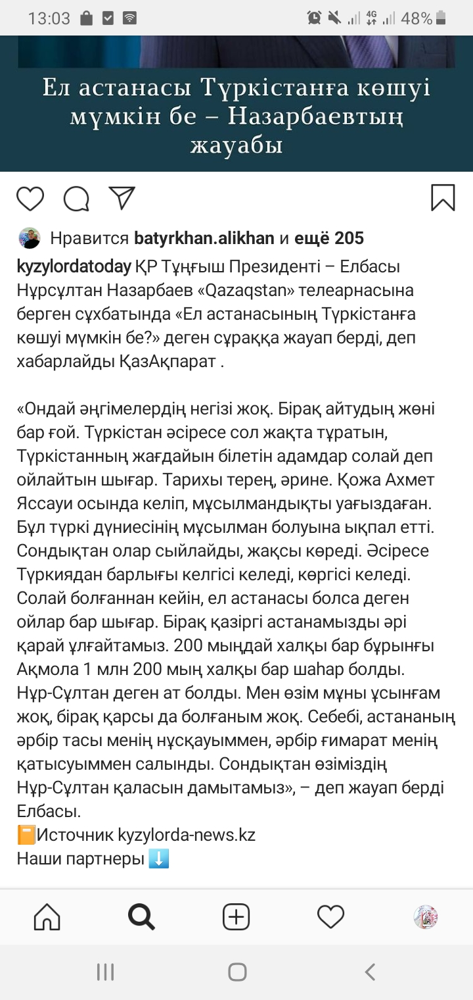 13:03
4G
48%
Ел астанасы Түркістанға көшуі
мүмкін бе – Назарбаевтың
жауабы
Нравится batyrkhan.alikhan и ещё 205
kyzylordatoday ҚР Тұңғыш Президенті – Елбасы
Нұрсұлтан Назарбаев «Qazaqstan» телеарнасына
берген сұхбатында «Ел астанасының Түркістанға
көшуі мүмкін бе?» деген сұраққа жауап берді, деп
хабарлайды ҚазАқпарат .
«Ондай әңгімелердің негізі жоқ. Бірақ айтудың жөні
бар ғой. Түркістан әсіресе сол жақта тұратын,
Түркістанның жағдайын білетін адамдар солай деп
ойлайтын шығар. Тарихы терең, әрине. Қожа Ахмет
Яссауи осында келіп, мұсылмандықты уағыздаған.
Бұл түркі дүниесінің мұсылман болуына ықпал етті.
Сондықтан олар сыйлайды, жақсы көреді. Әсіресе
Түркиядан барлығы келгісі келеді, көргісі келеді.
Солай болғаннан кейін, ел астанасы болса деген
ойлар бар шығар. Бірақ қазіргі астанамызды әрі
қарай ұлғайтамыз. 200 мыңдай халқы бар бұрынғы
Ақмола 1 млн 200 мың халқы бар шаһар болды.
Нұр-Сұлтан деген ат болды. Мен өзім мұны ұсынғам
жоқ, бірақ қарсы да болғаным жоқ. Себебі, астананың
әрбір тасы менің нұсқауыммен, әрбір ғимарат менің
қатысуыммен салынды. Сондықтан өзіміздің
Нұр-Сұлтан қаласын дамытамыз», – деп жауап берді
Елбасы.
📔Источник kyzylorda-news.kz
Наши партнеры ⬇️